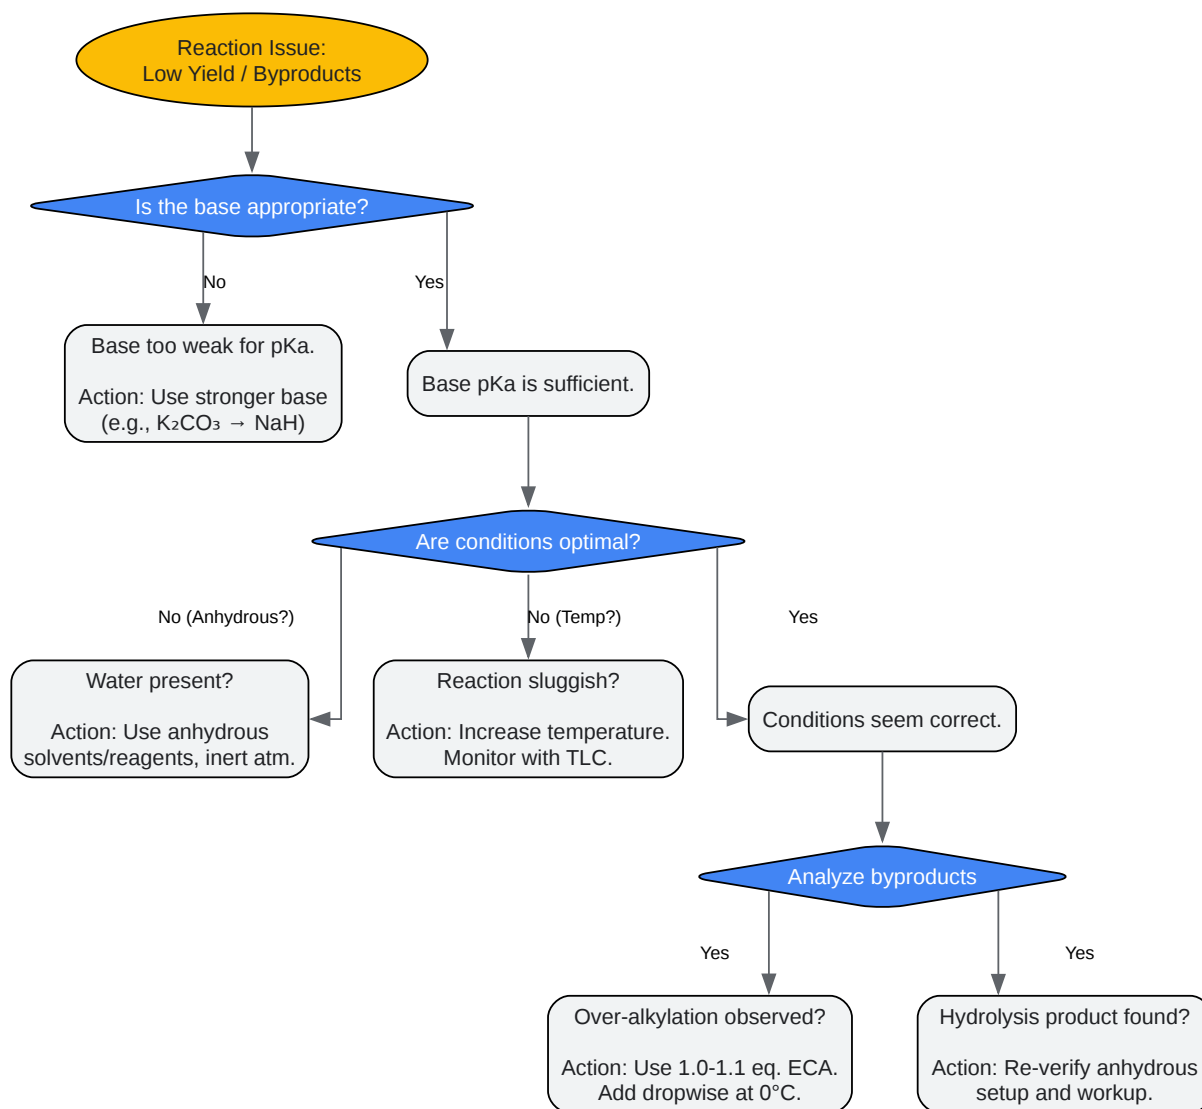 Reaction Issue:
Low Yield / Byproducts
Is the base appropriate?
No
Yes
Base too weak for pKa.
Action: Use stronger base
(e.g., K₂CO₃ → NaH)
Base pKa is sufficient.
Are conditions optimal?
No (Anhydrous?)
No (Temp?)
Yes
Water present?
Action: Use anhydrous
solvents/reagents, inert atm.
Reaction sluggish?
Action: Increase temperature.
Monitor with TLC.
Conditions seem correct.
Analyze byproducts
Yes
Yes
Over-alkylation observed?
Action: Use 1.0-1.1 eq. ECA.
Add dropwise at 0°C.
Hydrolysis product found?
Action: Re-verify anhydrous
setup and workup.